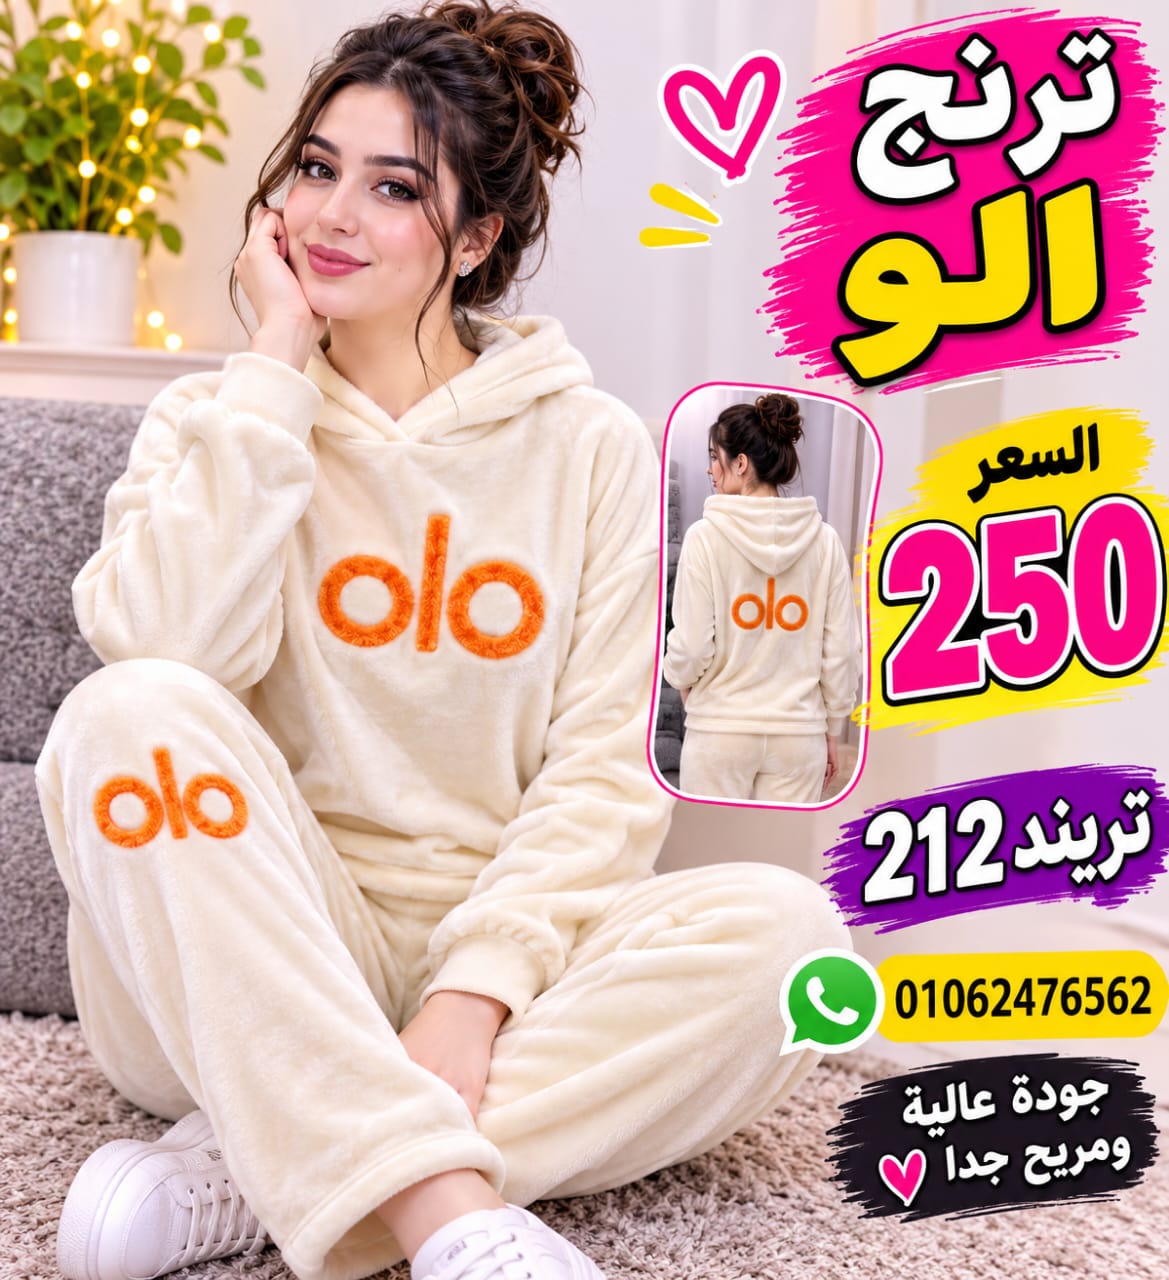 ترنج
الو
السعر
250
olo
olo
olo
تريند 212
01062476562
جودة عالية
ومريح جدا